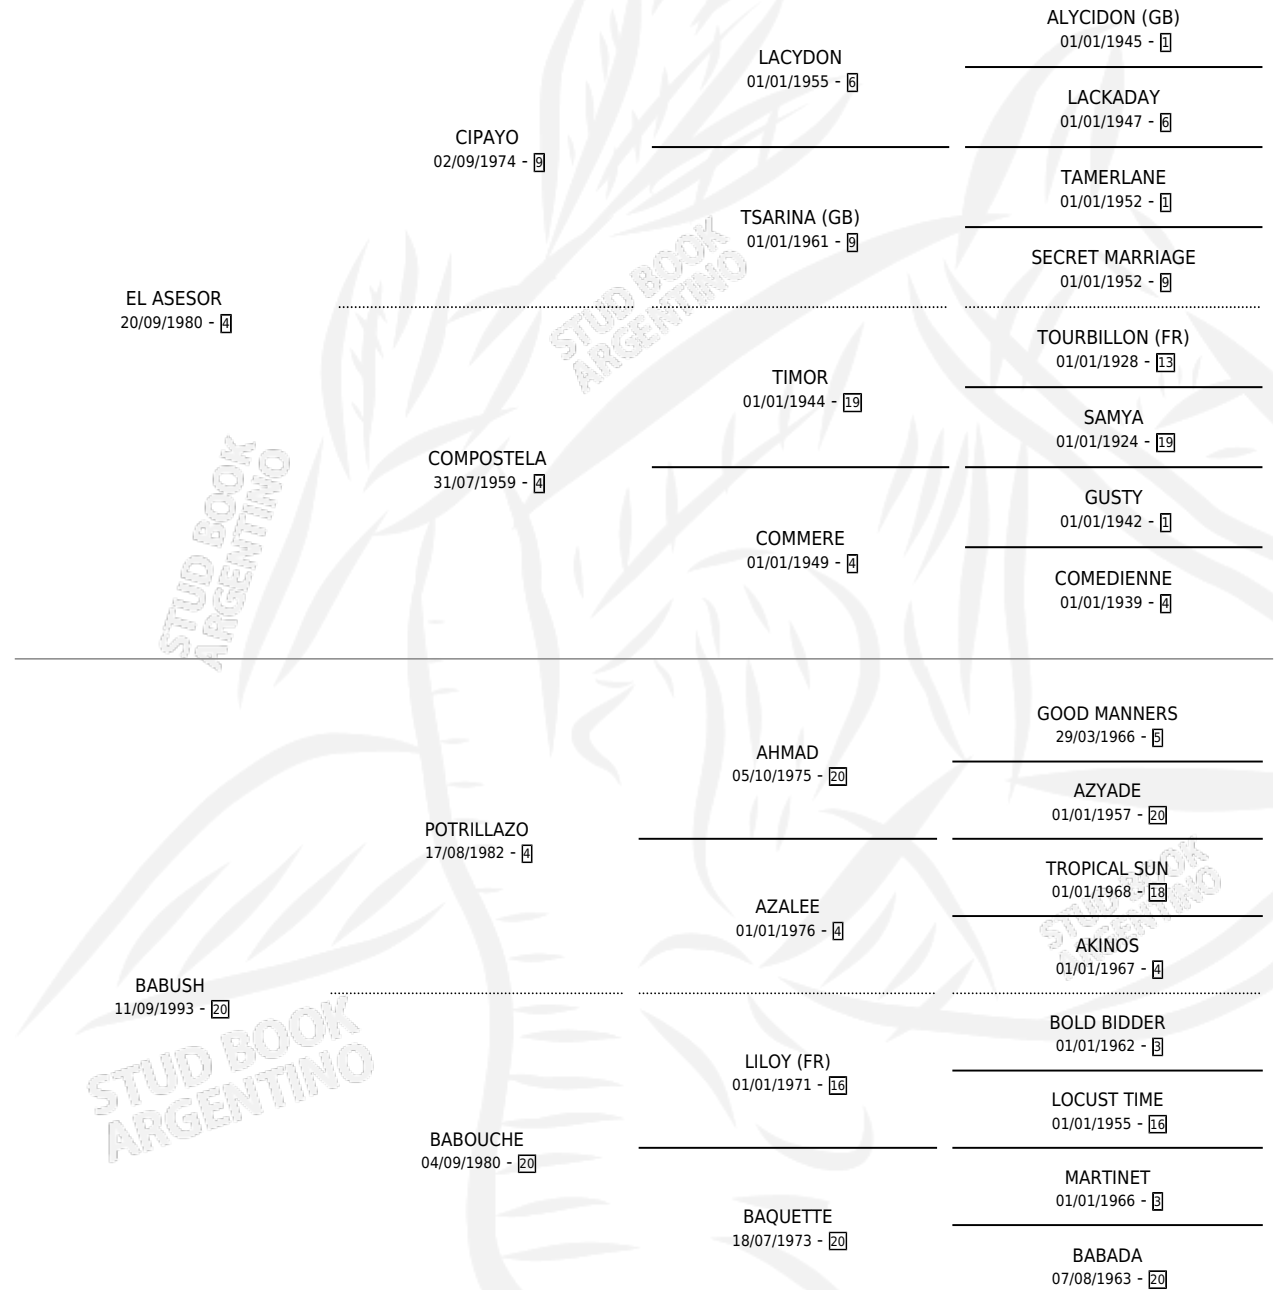 ALYCIDON (GB)
01/01/1945 - 1
LACYDON
01/01/1955 - 6
LACKADAY
01/01/1947 - 6
CIPAYO
02/09/1974 - 9
TAMERLANE
01/01/1952 - 1
TSARINA (GB)
01/01/1961 - 9
SECRET MARRIAGE
01/01/1952 - 9
STUD BOOK
ARGENTINO
EL ASESOR
20/09/1980 - 4
TOURBILLON (FR)
01/01/1928 - 13
TIMOR
01/01/1944 - 19
SAMYA
01/01/1924 - 19
COMPOSTELA
31/07/1959 - 4
GUSTY
01/01/1942 - 1
COMMERE
01/01/1949 - 4
COMEDIENNE
01/01/1939 - 4
STUD BOOK
ARGENTINO
GOOD MANNERS
29/03/1966 - 5
AHMAD
05/10/1975 - 20
AZYADE
01/01/1957 - 20
POTRILLAZO
17/08/1982 - 4
TROPICAL SUN
01/01/1968 - 18
AZALEE
01/01/1976 - 4
AKINOS
01/01/1967 - 4
STUD BOOK
ARGENTINO
BABUSH
11/09/1993 - 20
BOLD BIDDER
01/01/1962 - 3
LILOY (FR)
01/01/1971 - 16
LOCUST TIME
01/01/1955 - 16
STUD BOOK
ARGENTINO
BABOUCHE
04/09/1980 - 20
MARTINET
01/01/1966 - 3
BAQUETTE
18/07/1973 - 20
BABADA
07/08/1963 - 20